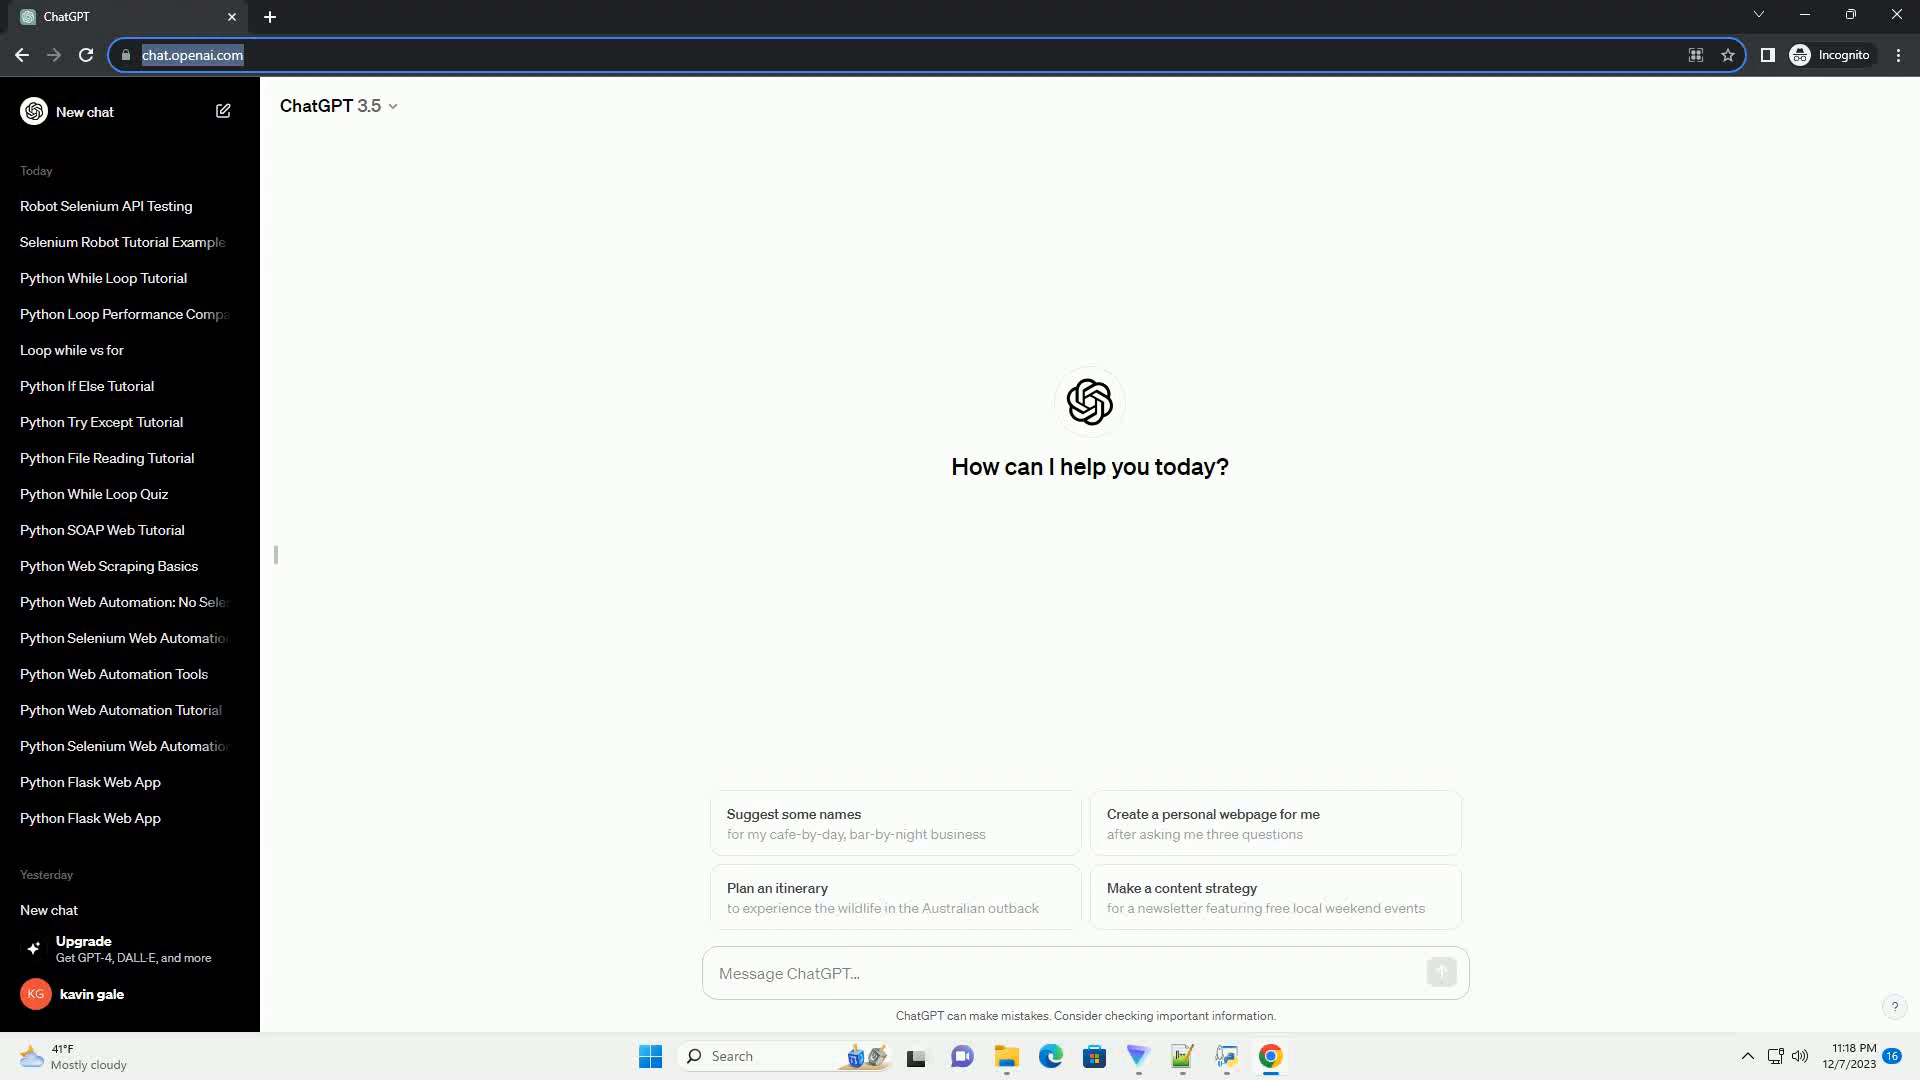 ChatGPT
chat.openai.com
Incognito
New chat
ChatGPT 3.5
Today
Robot Selenium API Testing
Selenium Robot Tutorial Example
Python While Loop Tutorial
Python Loop Performance Compa
Loop while vs for
Python If Else Tutorial
Python Try Except Tutorial
Python File Reading Tutorial
Python While Loop Quiz
Python SOAP Web Tutorial
Python Web Scraping Basics
Python Web Automation: No Sele
Python Selenium Web Automatio
Python Web Automation Tools
Python Web Automation Tutorial
Python Selenium Web Automatio
Python Flask Web App
Python Flask Web App
Yesterday
New chat
Upgrade
Get GPT-4, DALL·E, and more
KG kavin gale
How can I help you today?
Suggest some names
for my cafe-by-day, bar-by-night business
Create a personal webpage for me
after asking me three questions
Plan an itinerary
to experience the wildlife in the Australian outback
Make a content strategy
for a newsletter featuring free local weekend events
Message ChatGPT...
ChatGPT can make mistakes. Consider checking important information.
?
41°F
Mostly cloudy
Search
11:18 PM
12/7/2023
16